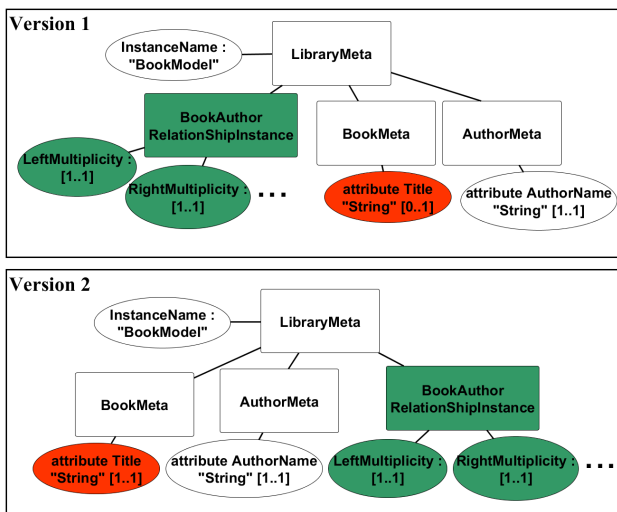 Version 1
InstanceName :
"BookModel"
LibraryMeta
BookAuthor
RelationShipInstance
BookMeta
AuthorMeta
LeftMultiplicity :
[1..1]
RightMultiplicity :
[1..1]
...
attribute Title
"String" [0..1]
attribute AuthorName
"String" [1..1]
Version 2
InstanceName :
"BookModel"
LibraryMeta
BookMeta
AuthorMeta
BookAuthor
RelationShipInstance
attribute Title
"String" [1..1]
attribute AuthorName
"String" [1..1]
LeftMultiplicity :
[1..1]
RightMultiplicity :
[1..1]
...